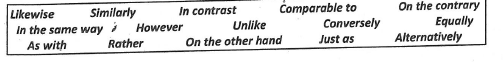 Likewise Similarly In contrast Comparable to On the contrary
In the same way However Unlike Conversely Equally
As with Rather On the other hand Just as Alternatively